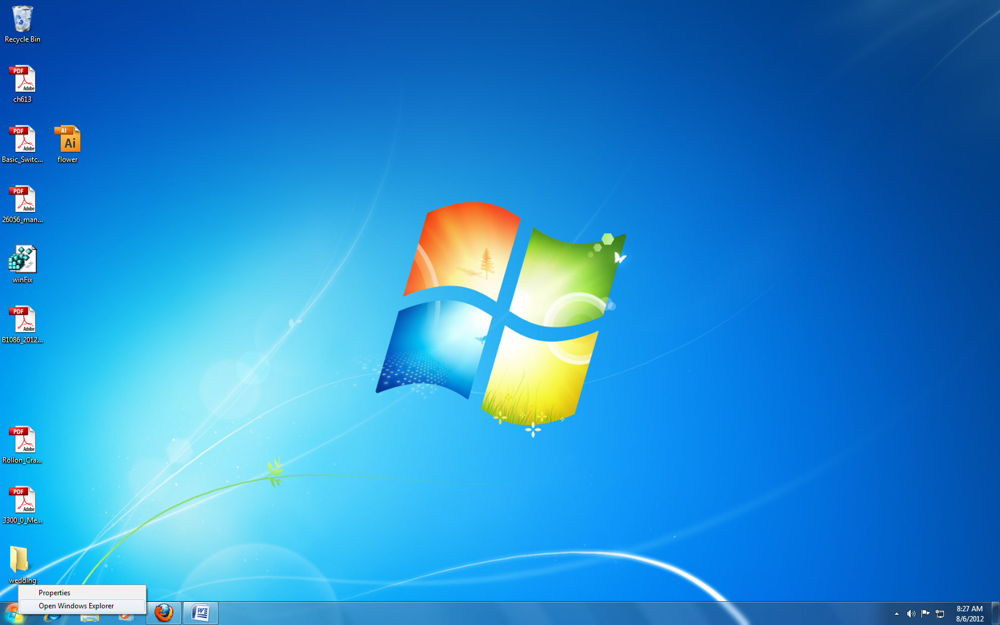 Recycle Bin
PDF
Adobe
ch613
PDF
Adobe
Basic_Switc...
AI
Ai
flower
PDF
Adobe
26056_man...
winFix
PDF
Adobe
B1086_2012...
PDF
Adobe
Rollon_Cra...
PDF
Adobe
3300_0_Me...
wedding
Properties
Open Windows Explorer
W
8:27 AM
8/6/2012